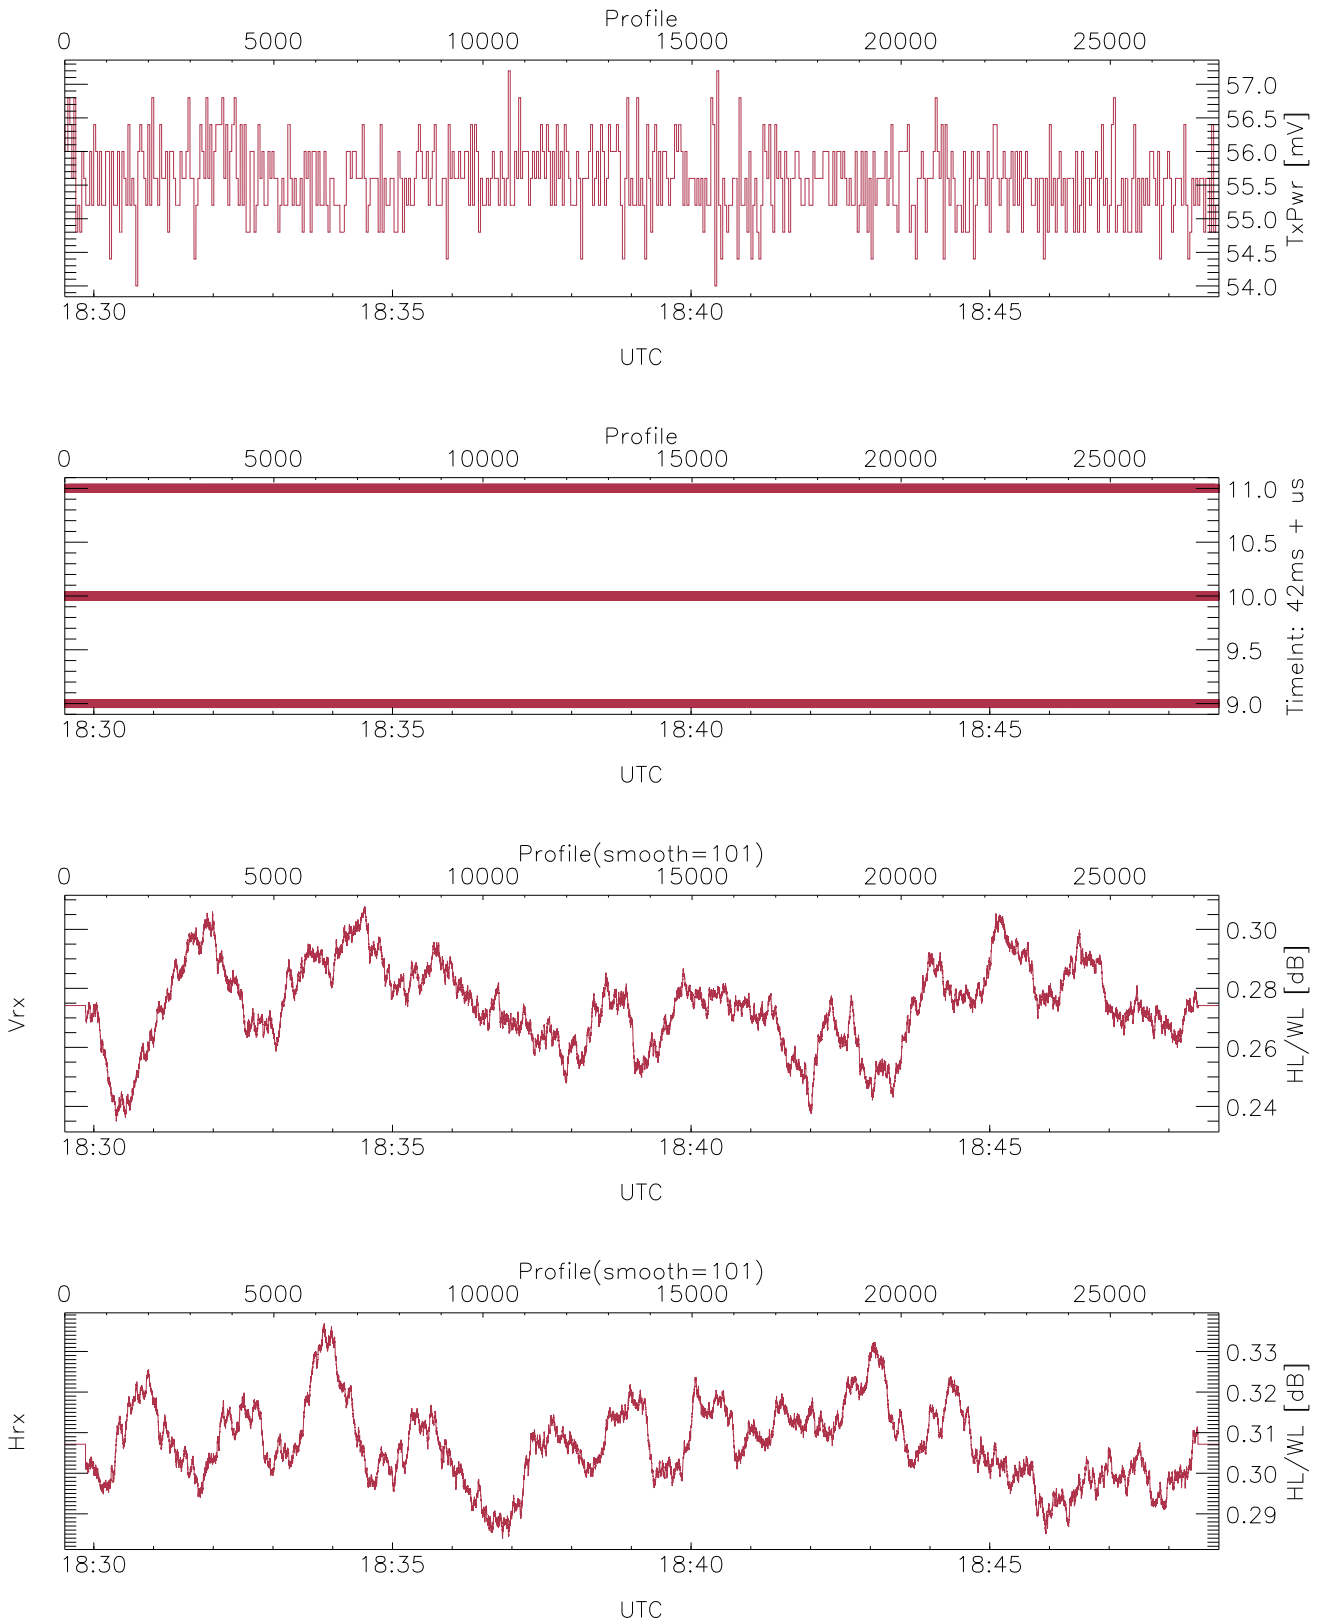 Profile
0 5000 10000 15000 20000 25000
57.0
56.5
56.0
55.5
55.0
54.5
54.0
TxPwr [mV]
18:30 18:35 18:40 18:45
UTC
Profile
0 5000 10000 15000 20000 25000
11.0
10.5
10.0
9.5
9.0
TimeInt: 42ms + us
18:30 18:35 18:40 18:45
UTC
Profile(smooth=101)
0 5000 10000 15000 20000 25000
Vrx
0.30
0.28
0.26
0.24
HL/WL [dB]
18:30 18:35 18:40 18:45
UTC
Profile(smooth=101)
0 5000 10000 15000 20000 25000
Hrx
0.33
0.32
0.31
0.30
0.29
HL/WL [dB]
18:30 18:35 18:40 18:45
UTC